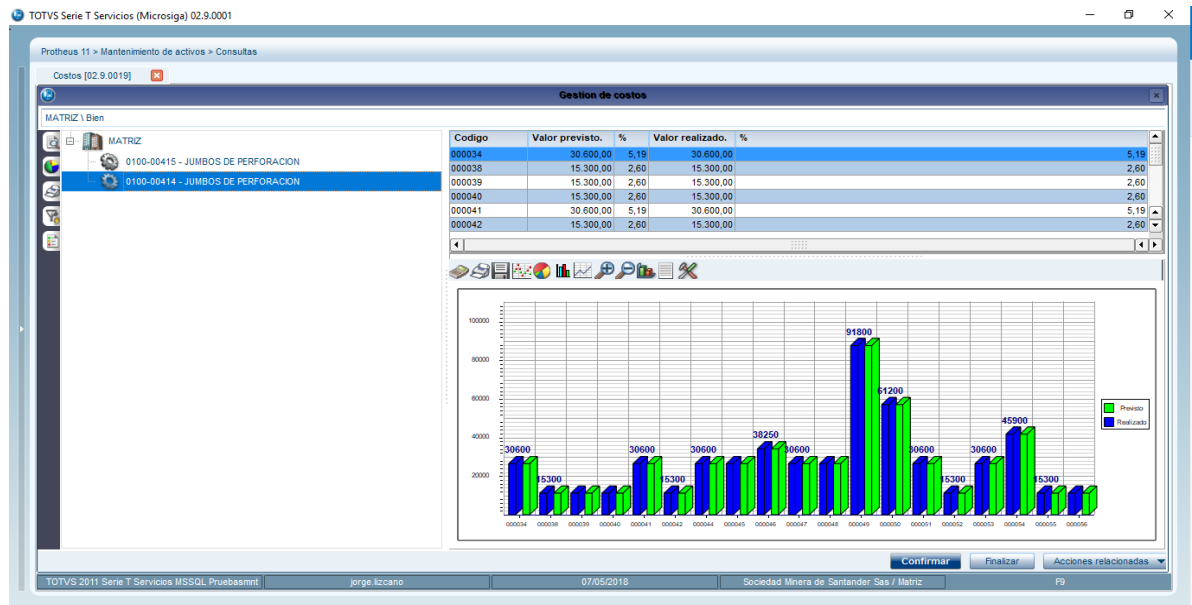 TOTVS Serie T Servicios (Microsiga) 02.9.0001
Protheus 11 > Mantenimiento de activos > Consultas
Costos [02.9.0019]
Gestion de costos
MATRIZ \ Bien
MATRIZ
0100-00415 - JUMBOS DE PERFORACION
0100-00414 - JUMBOS DE PERFORACION
Codigo Valor previsto. % Valor realizado. %
000034 30.600,00 5,19 30.600,00 5,19
000038 15.300,00 2,60 15.300,00 2,60
000039 15.300,00 2,60 15.300,00 2,60
000040 15.300,00 2,60 15.300,00 2,60
000041 30.600,00 5,19 30.600,00 5,19
000042 15.300,00 2,60 15.300,00 2,60
100000
80000
60000
40000
20000
30600 15300 30600 15300 30600 38250 30600 91800 61200 30600 15300 30600 45900 15300
000034 000038 000039 000040 000041 000042 000044 000045 000046 000047 000048 000049 000050 000051 000052 000053 000054 000055 000056
Previsto
Realizado
Confirmar Finalizar Acciones relacionadas
TOTVS 2011 Serie T Servicios MSSQL Pruebasmnt jorge.lizcano 07/05/2018 Sociedad Minera de Santander Sas / Matriz F9